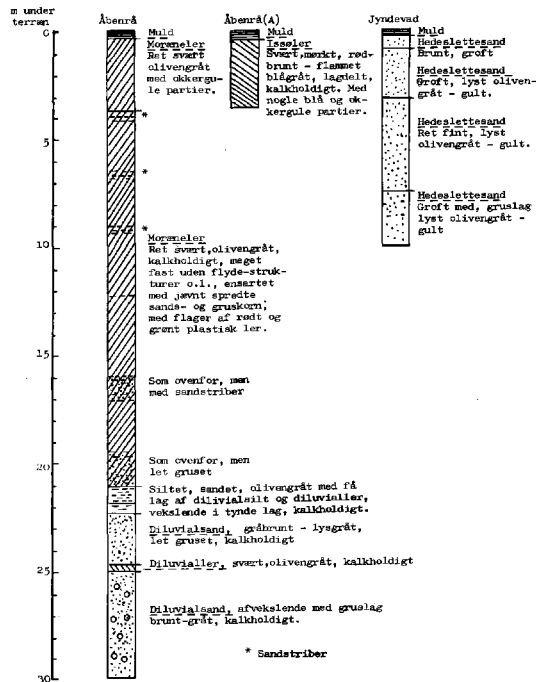 m under
terræn
Åbenrå
Åbenrå(A)
Jyndevad
0
5
10
15
20
25
30
Muld
Moræneler
Ret svært
olivengråt
med okkergu-
le partier.
*
*
*
Moræneler
Ret svært,olivengråt,
kalkholdigt, meget
fast uden flyde-struk-
turer o.l., ensartet
med jævnt spredte
sands- og gruskorn;
med flager af rødt og
grønt plastisk ler.
Som ovenfor, men
med sandstriber
Som ovenfor, men
let gruset
Siltet, sandet, olivengråt med få
lag af dilivialsilt og diluvialler,
vekslende i tynde lag, kalkholdigt.
Diluvialsand, gråbrunt - lysgråt,
let gruset, kalkholdigt
Diluvialler, svært,olivengråt, kalkholdigt
Diluvialsand, afvekslende med gruslag
brunt-gråt, kalkholdigt.
* Sandstriber
Muld
Issøler
Svært,mørkt, rød-
brunt - flammet
blågråt, lagdelt,
kalkholdigt. Med
nogle blå og ok-
kergule partier.
Muld
Hedeslettesand
Brunt, groft
Hedeslettesand
Groft, lyst oliven-
gråt - gult.
Hedeslettesand
Ret fint, lyst
olivengråt - gult.
Hedeslettesand
Groft med, gruslag
lyst olivengråt -
gult